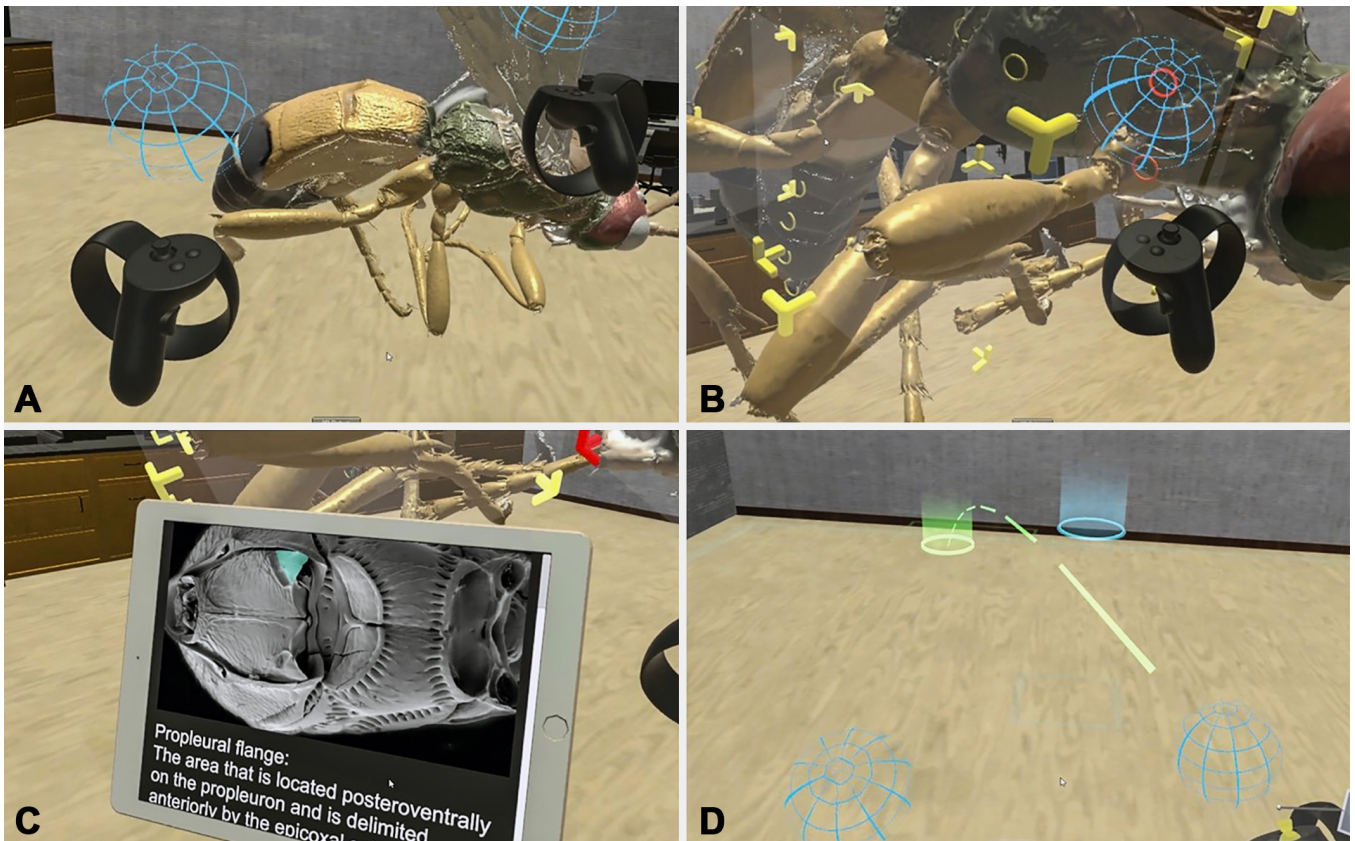 A
B
Propleural flange:
The area that is located posteroventrally
on the propleuron and is delimited
anteriorly by the epicoxal
C
D